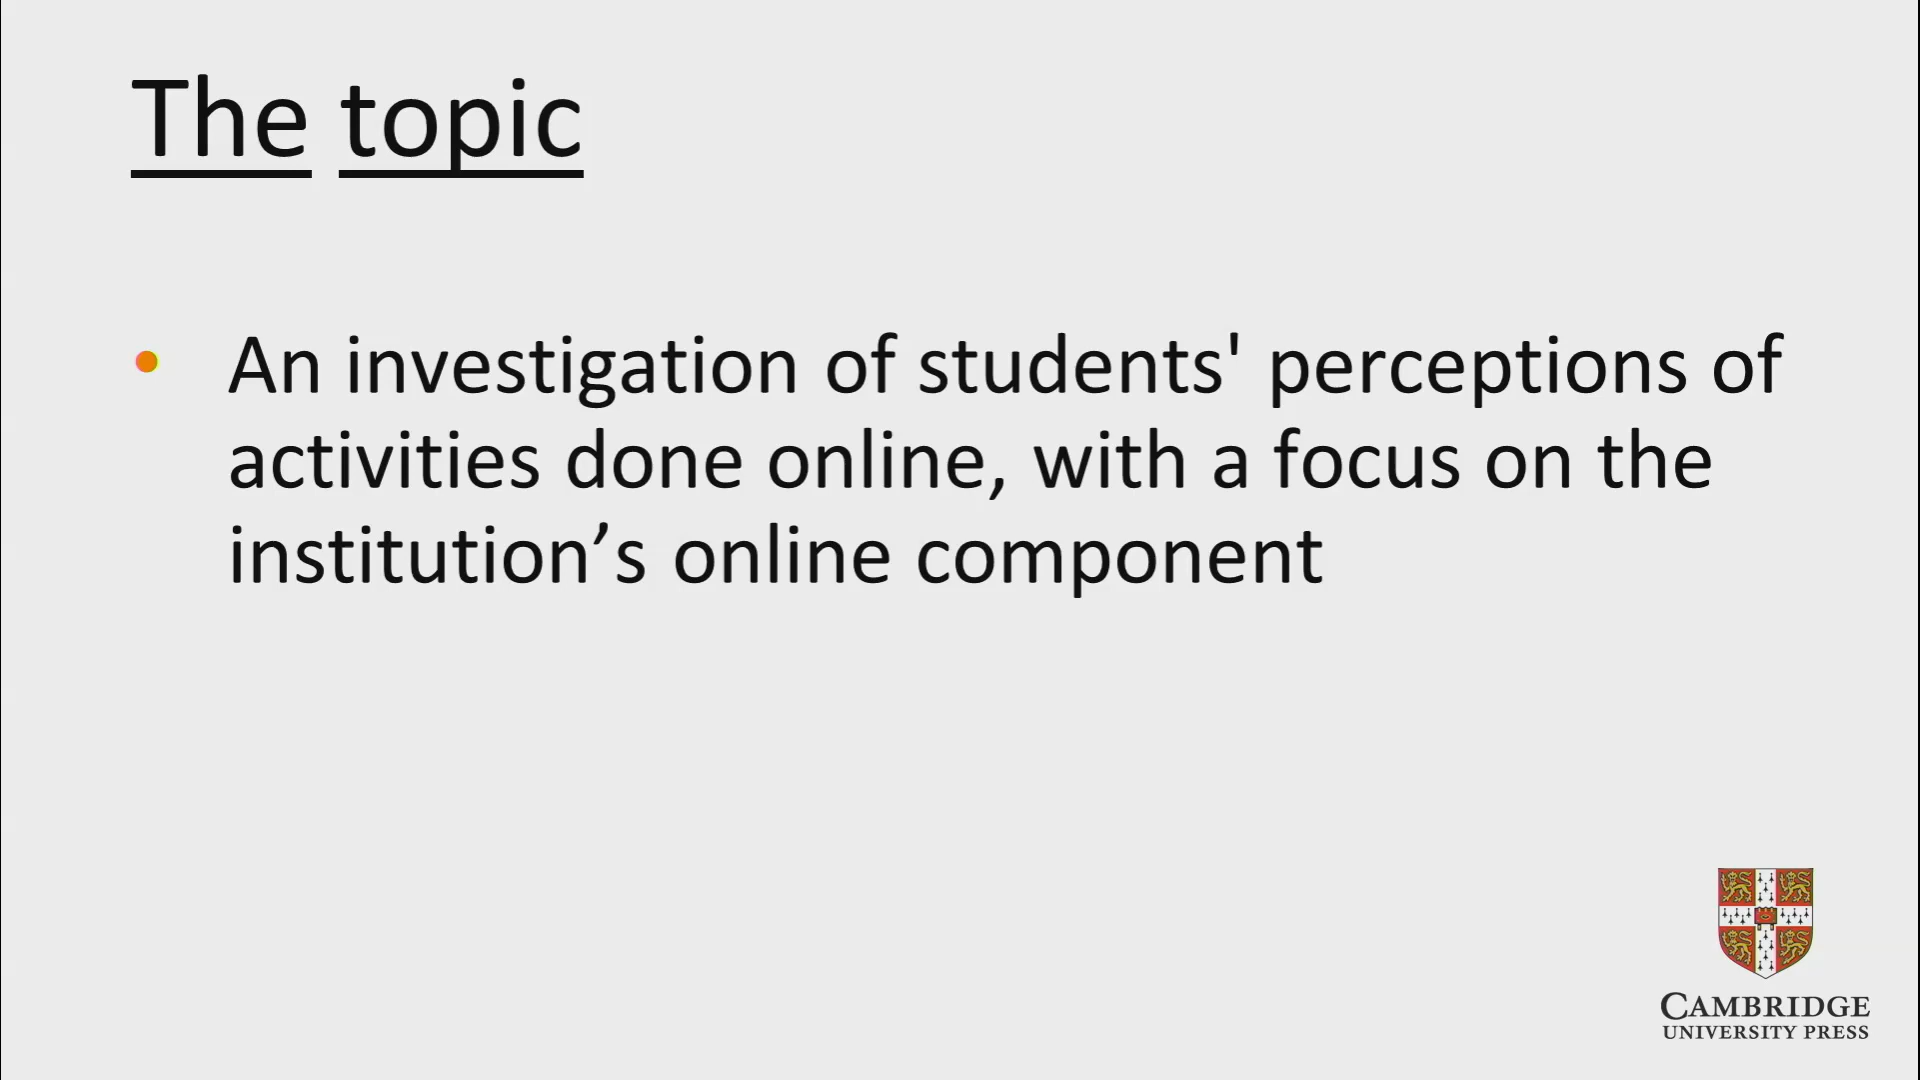 The topic
• An investigation of students' perceptions of
activities done online, with a focus on the
institution’s online component
CAMBRIDGE
UNIVERSITY PRESS